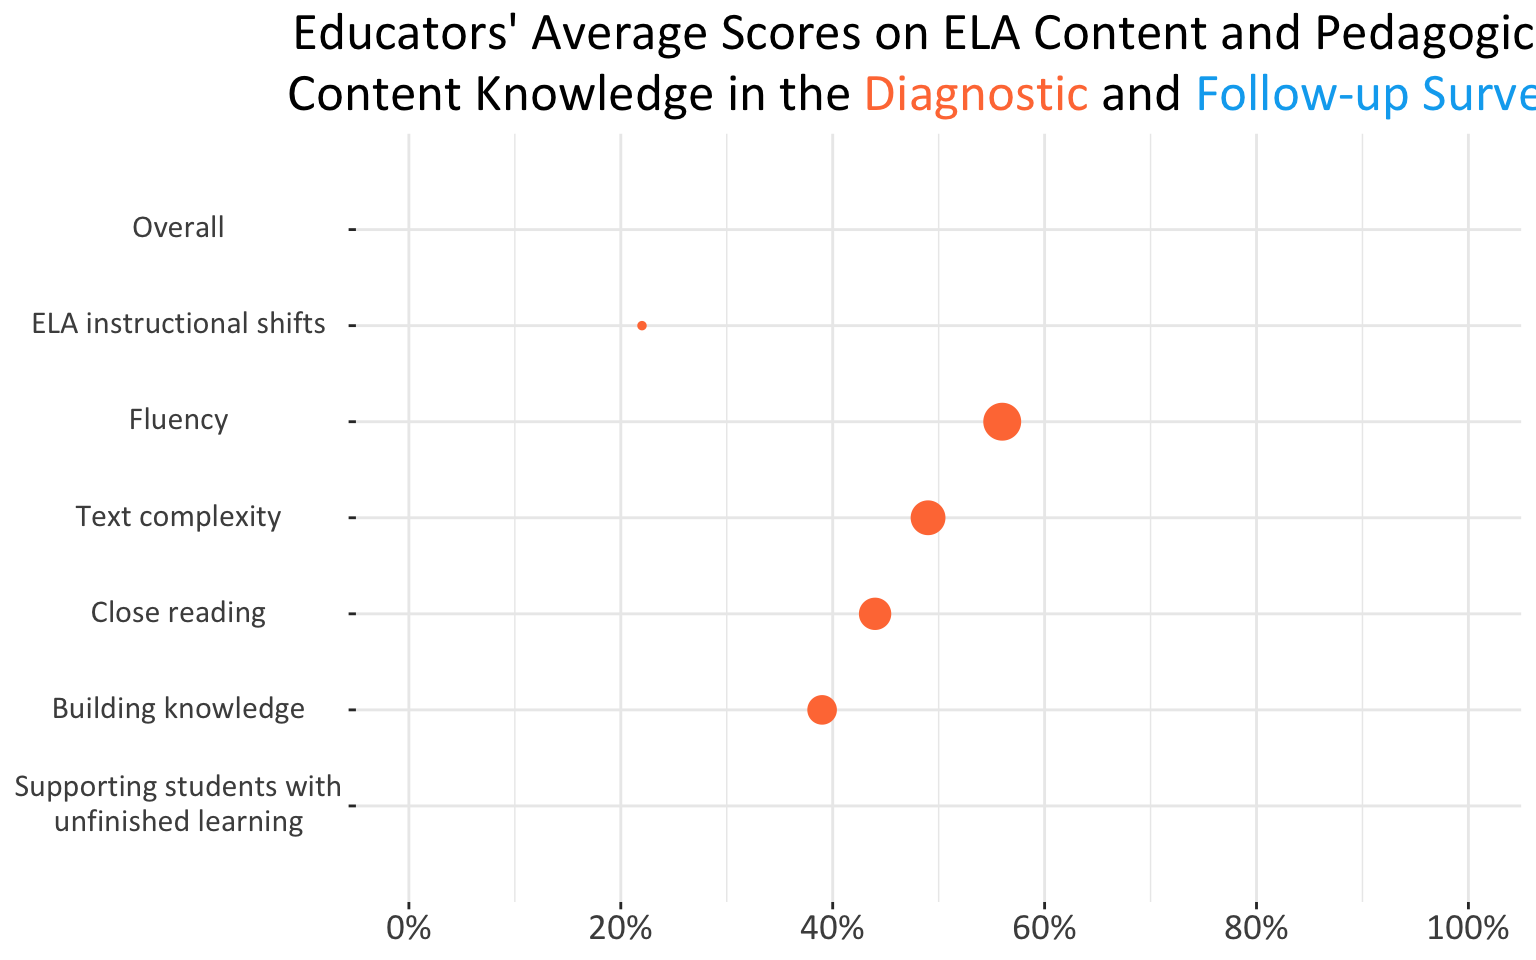 Educators' Average Scores on ELA Content and Pedagogic
Content Knowledge in the Diagnostic and Follow-up Surve
Overall
ELA instructional shifts
Fluency
Text complexity
Close reading
Building knowledge
Supporting students with
unfinished learning
0% 20% 40% 60% 80% 100%